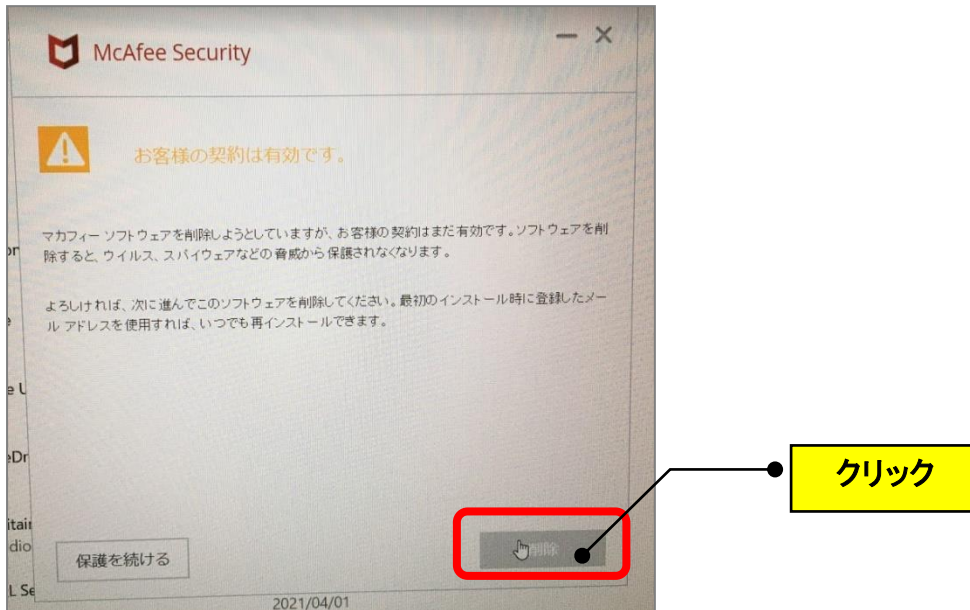 McAfee Security
お客様の契約は有効です。
マカフィー ソフトウェアを削除しようとしていますが、お客様の契約はまだ有効です。ソフトウェアを削
除すると、ウイルス、スパイウェアなどの脅威から保護されなくなります。
よろしければ、次に進んでこのソフトウェアを削除してください。最初のインストール時に登録したメー
ル アドレスを使用すれば、いつでも再インストールできます。
eDr
itair
dio
クリック
保護を続ける
削除
L Se
2021/04/01